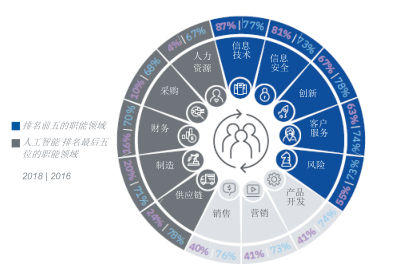 排名前五的职能领域
人工智能 排名最后五
位的职能领域
2018 | 2016
87% | 77%
信息
技术
81% | 73%
信息
安全
67% | 78%
创新
63% | 74%
客户
服务
55% | 73%
风险
41% 74%
产品
开发
41% 73%
营销
40% 76%
销售
24% | 78%
供应链
20% | 71%
制造
16% | 70%
财务
10% | 68%
采购
4% | 67%
人力
资源